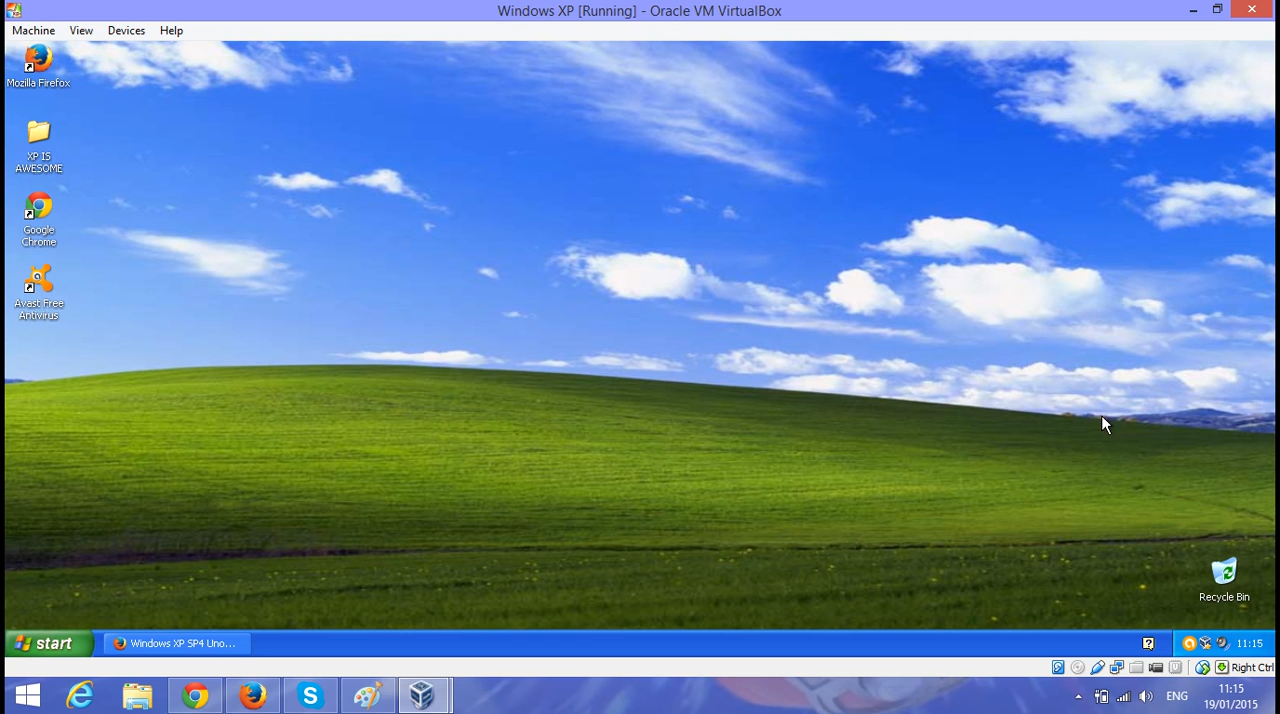 Windows XP [Running] - Oracle VM VirtualBox
Machine View Devices Help
Mozilla Firefox
XP IS
AWESOME
Google
Chrome
Avast Free
Antivirus
Recycle Bin
start Windows XP SP4 Uno... 11:15
Right Ctrl
ENG 11:15
19/01/2015